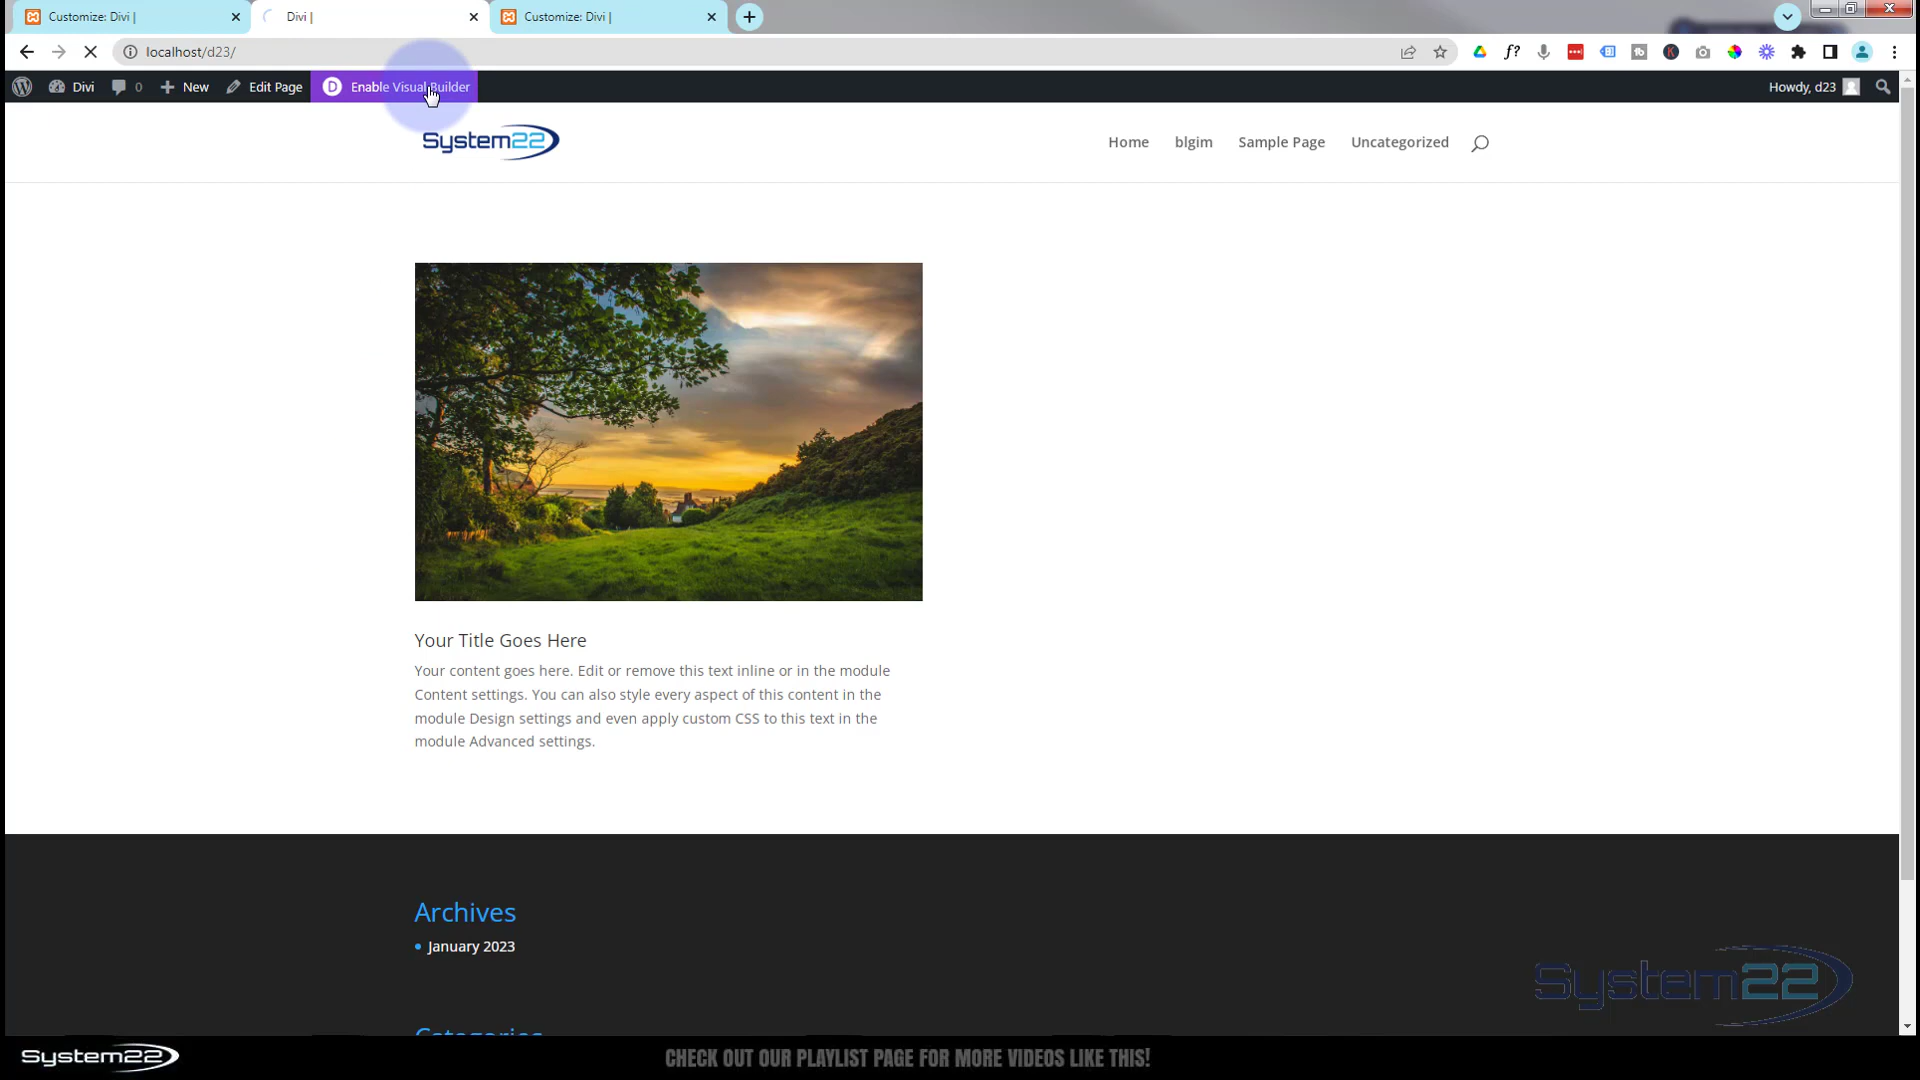 Customize: Divi |
Divi |
Customize: Divi |
localhost/d23/
Divi
0
New
Edit Page
D
Enable Visual Builder
Howdy, d23
System22
Home
blgim
Sample Page
Uncategorized
Your Title Goes Here
Your content goes here. Edit or remove this text inline or in the module
Content settings. You can also style every aspect of this content in the
module Design settings and even apply custom CSS to this text in the
module Advanced settings.
Archives
January 2023
Categories
System22
System22
CHECK OUT OUR PLAYLIST PAGE FOR MORE VIDEOS LIKE THIS!